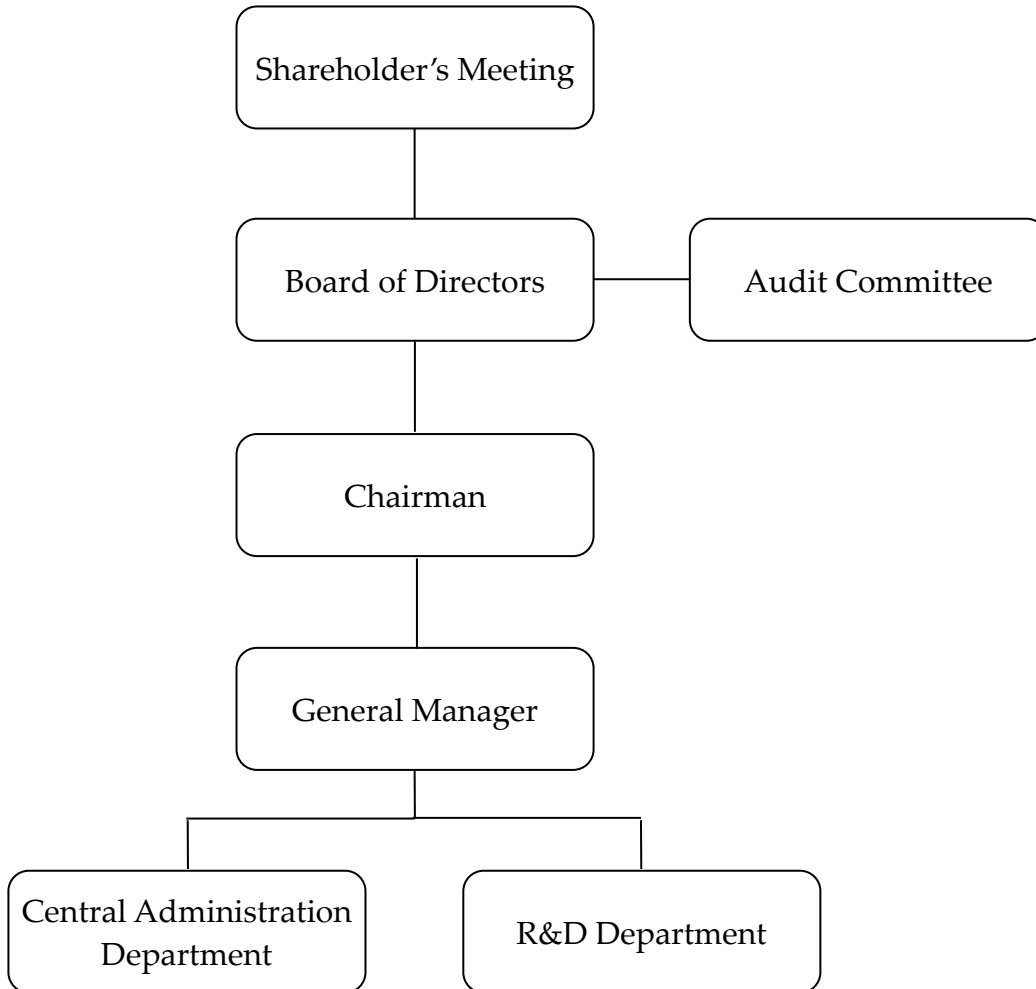 Shareholder’s Meeting
Board of Directors
Audit Committee
Chairman
General Manager
Central Administration
Department
R&D Department